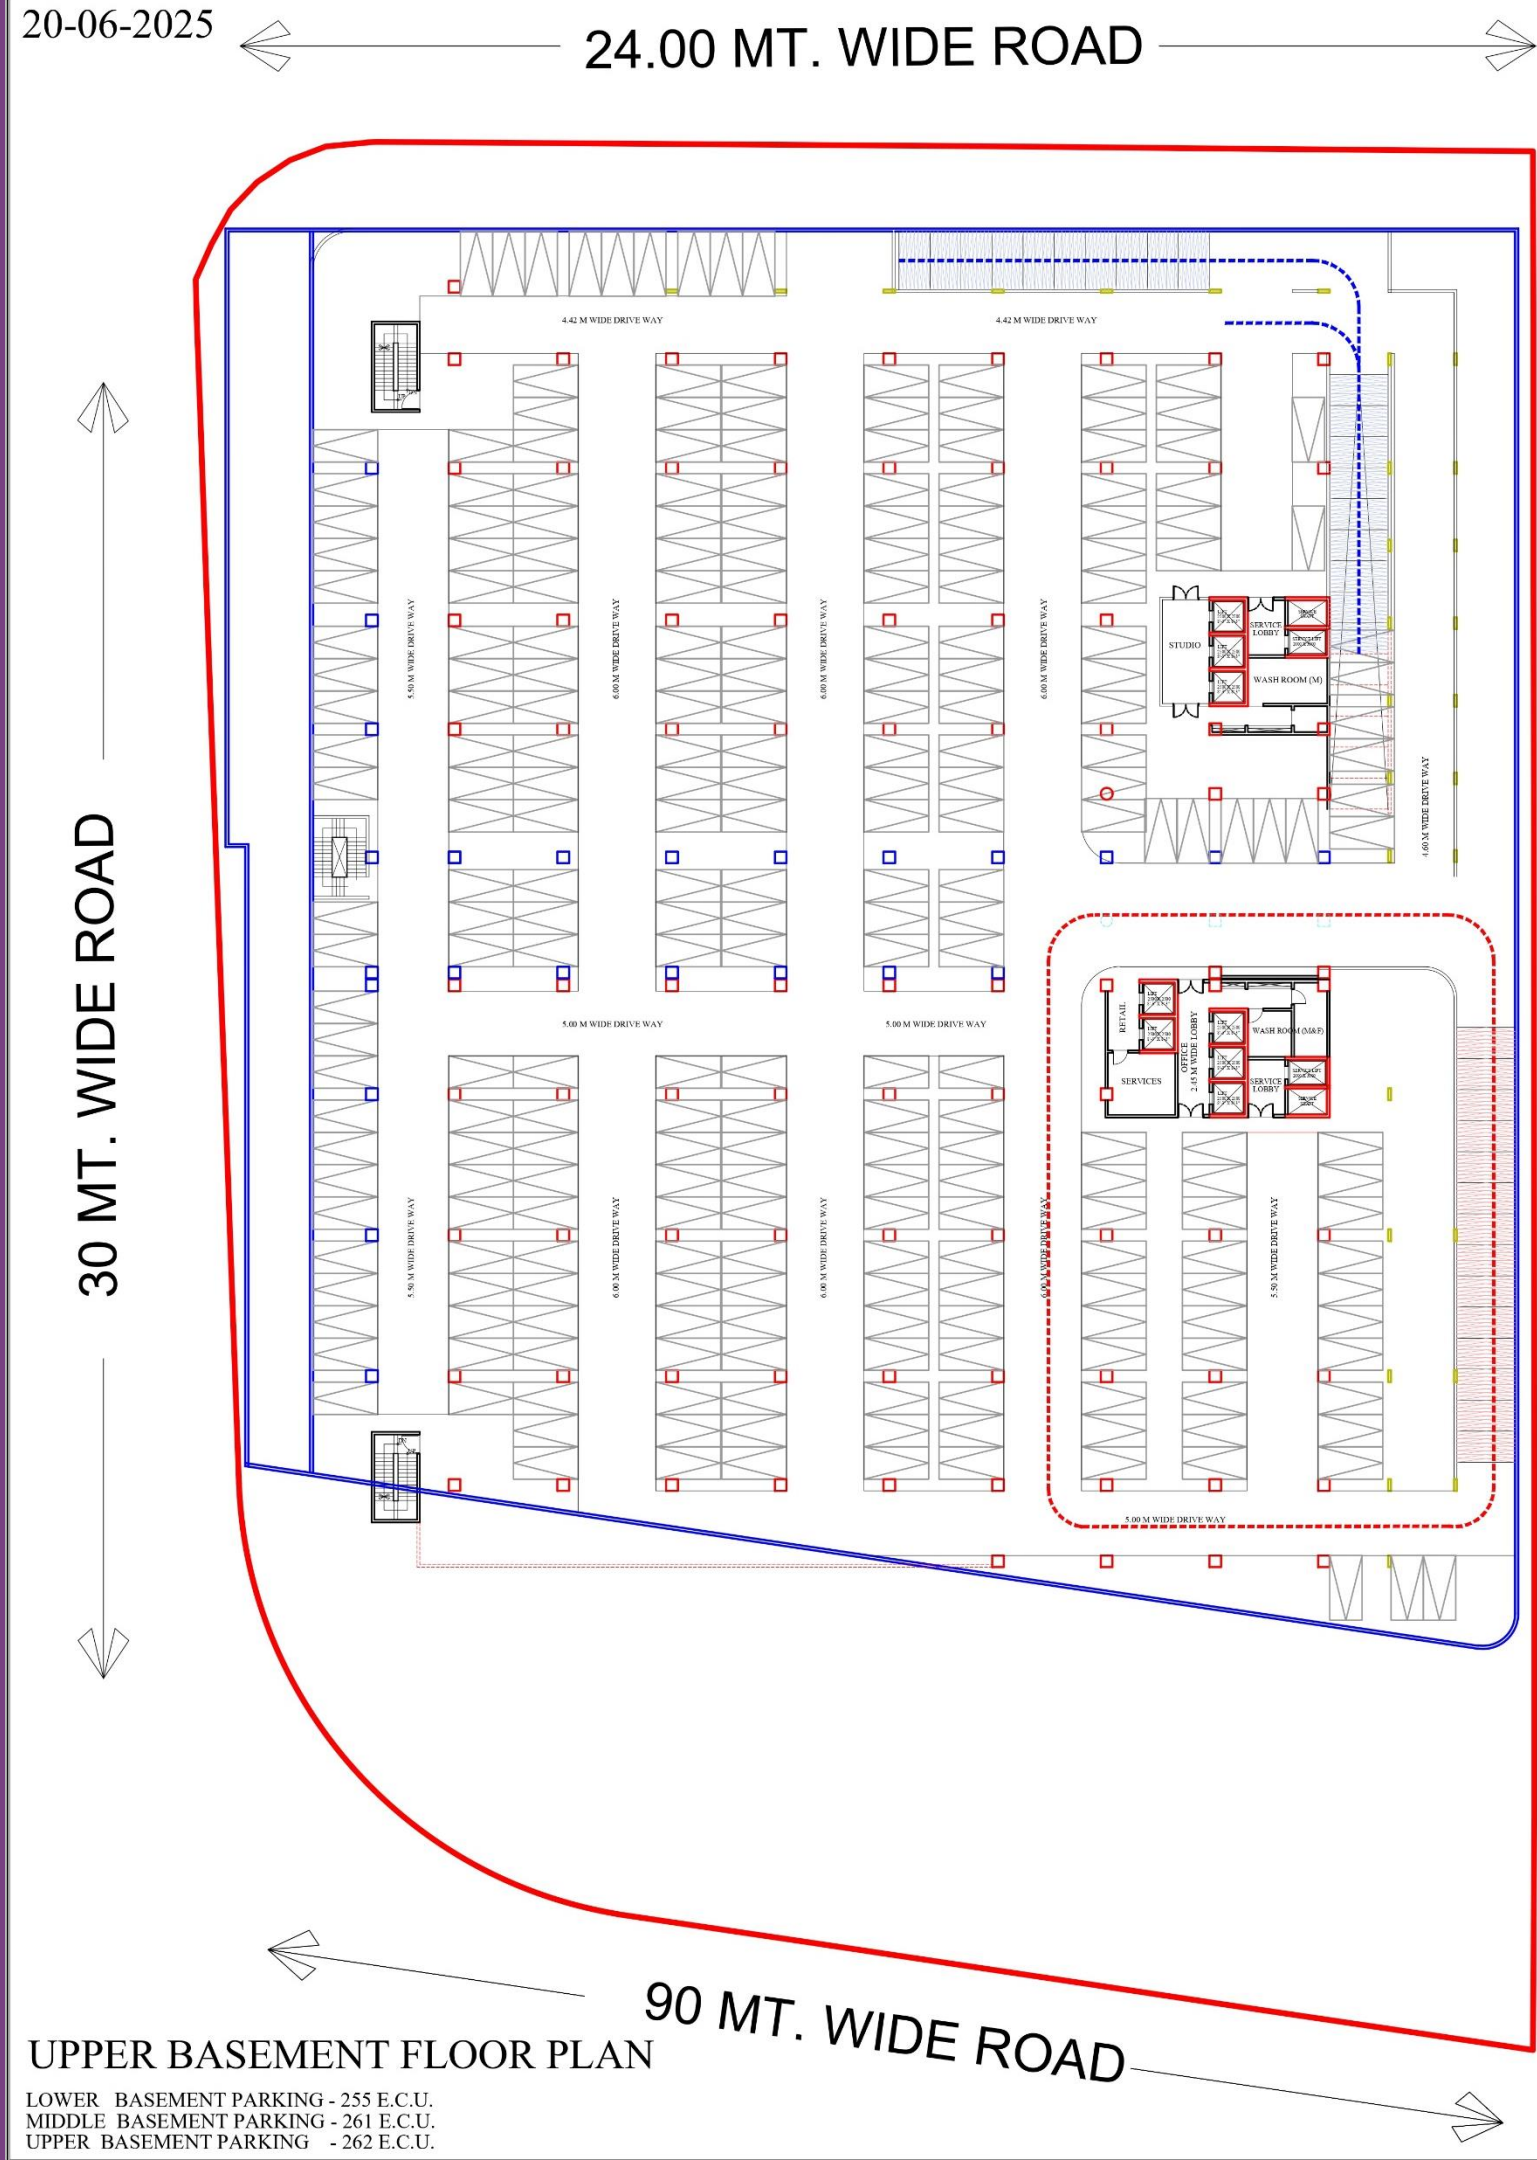 20-06-2025
24.00 MT. WIDE ROAD
4.42 M WIDE DRIVE WAY
4.42 M WIDE DRIVE WAY
5.50 M WIDE DRIVE WAY
6.00 M WIDE DRIVE WAY
6.00 M WIDE DRIVE WAY
6.00 M WIDE DRIVE WAY
STUDIO
SERVICE
LOBBY
WASH ROOM (M)
4.60 M WIDE DRIVE WAY
30 MT. WIDE ROAD
5.00 M WIDE DRIVE WAY
5.00 M WIDE DRIVE WAY
RETAIL
OFFICE
2.45 M WIDE LOBBY
WASH ROOM (M&F)
SERVICES
SERVICE
LOBBY
5.50 M WIDE DRIVE WAY
6.00 M WIDE DRIVE WAY
6.00 M WIDE DRIVE WAY
6.00 M WIDE DRIVE WAY
5.50 M WIDE DRIVE WAY
5.00 M WIDE DRIVE WAY
90 MT. WIDE ROAD
UPPER BASEMENT FLOOR PLAN
LOWER BASEMENT PARKING - 255 E.C.U.
MIDDLE BASEMENT PARKING - 261 E.C.U.
UPPER BASEMENT PARKING - 262 E.C.U.